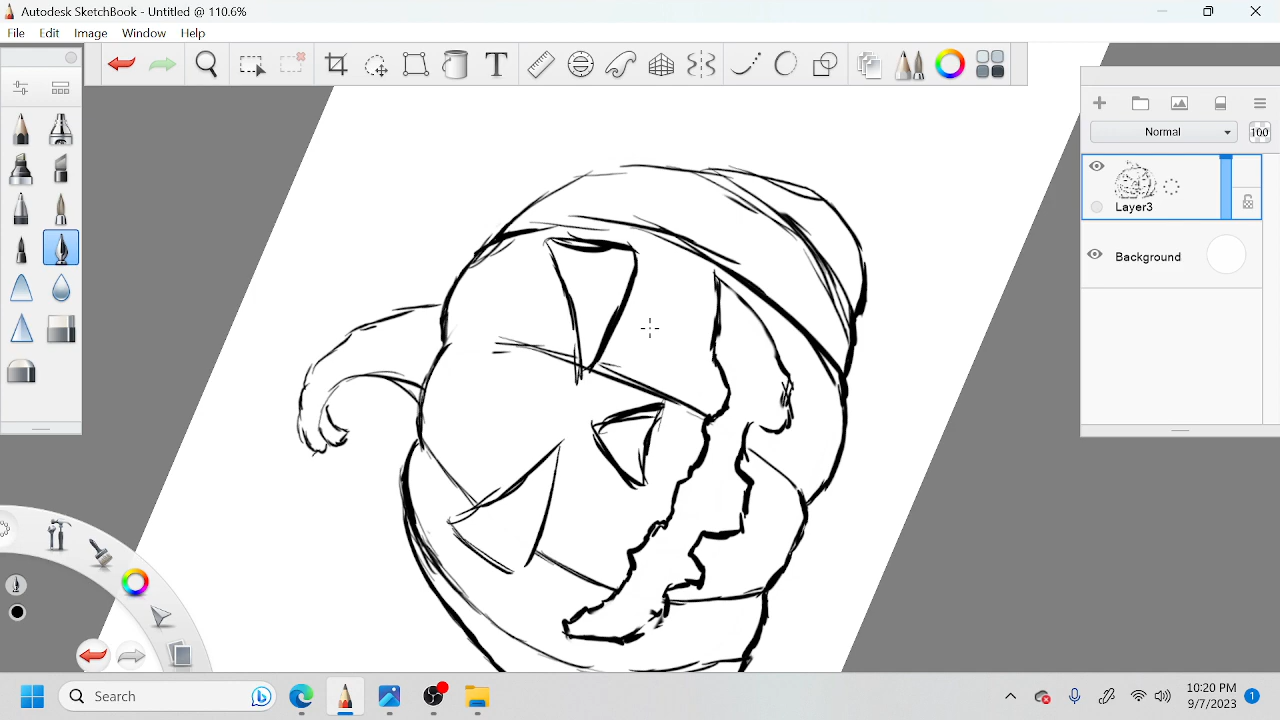 Autodesk SketchBook - Untitled @ 110.6%
File Edit Image Window Help
T
Normal 100
Layer3
Background
Search
10:20 PM
9/7/2023
1